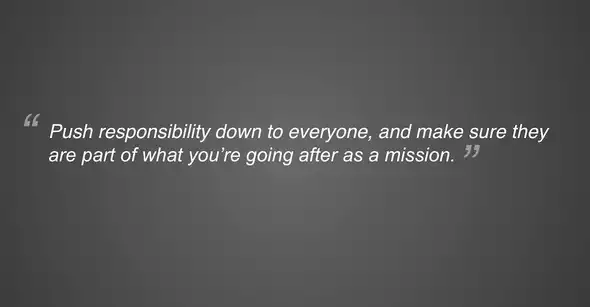 “ Push responsibility down to everyone, and make sure they
are part of what you’re going after as a mission. ”